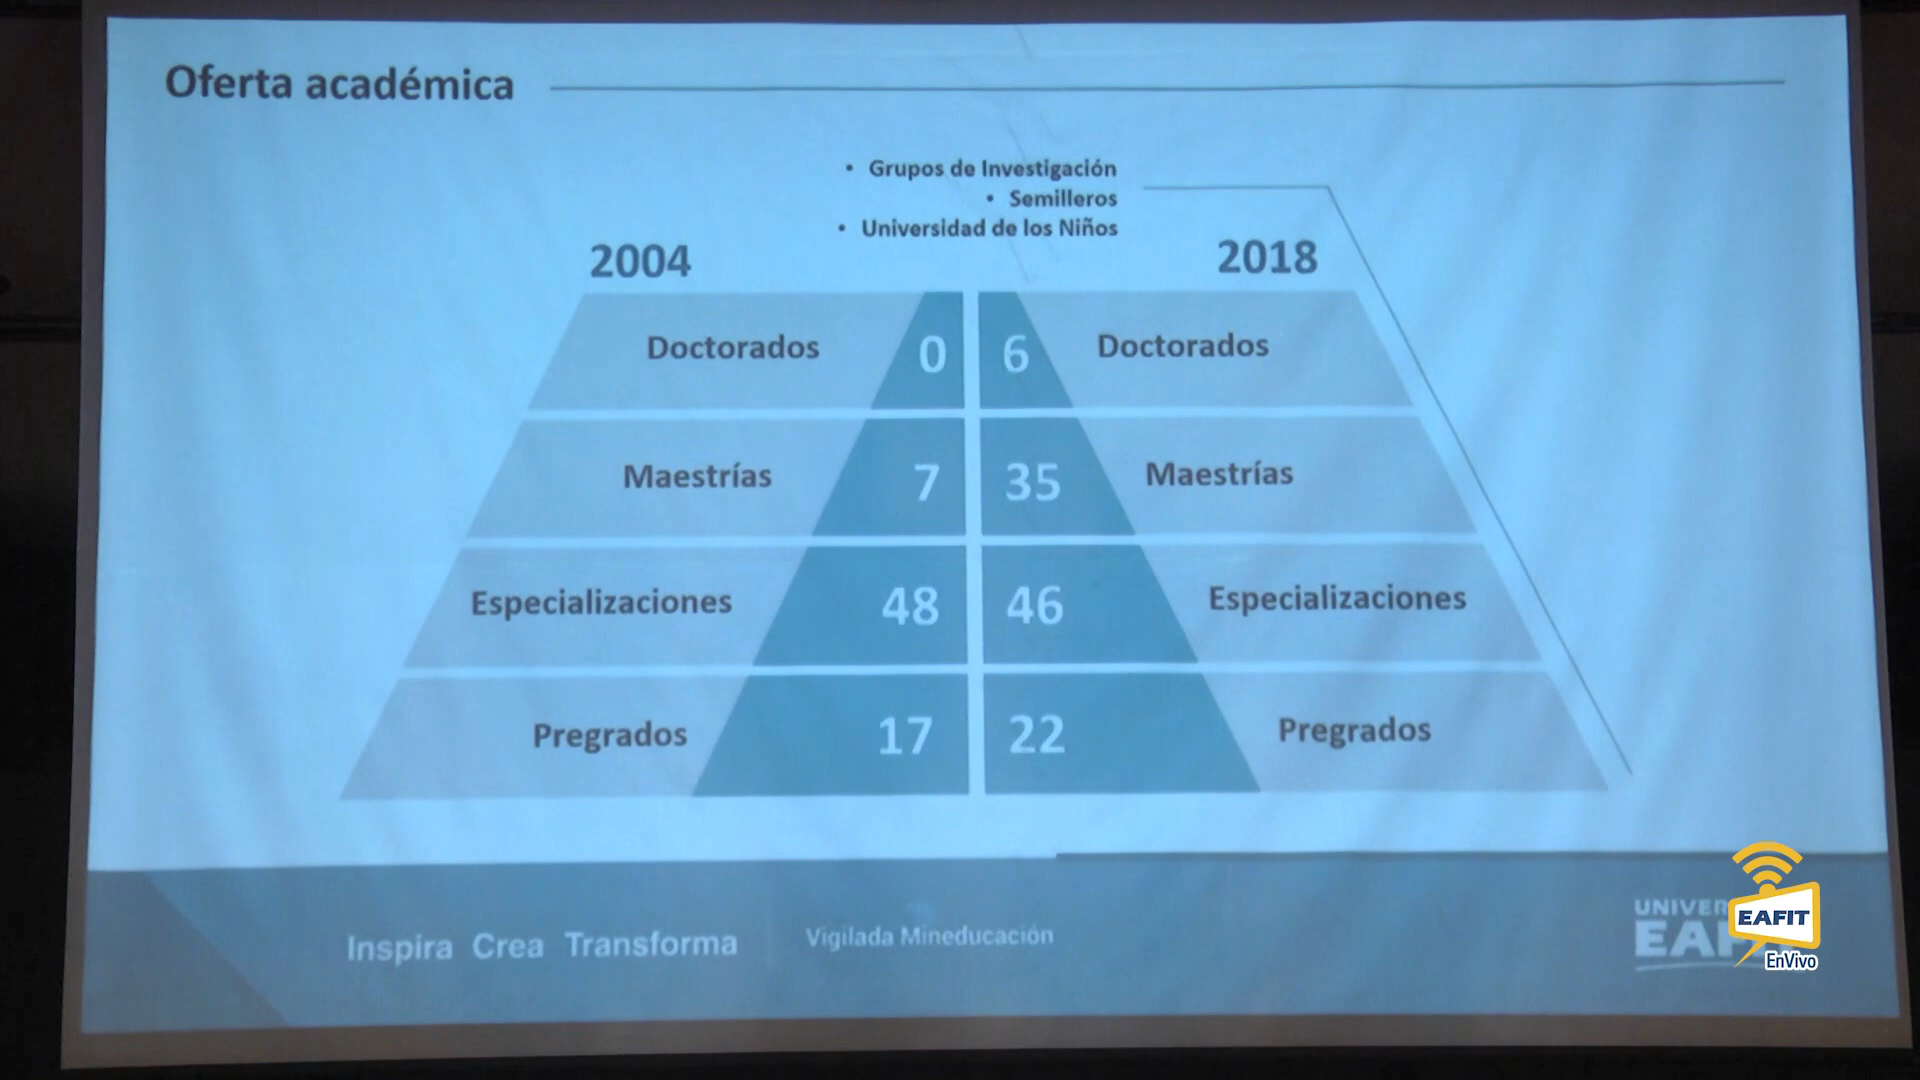 Oferta académica
• Grupos de Investigación
• Semilleros
• Universidad de los Niños
2004
2018
Doctorados 0 6 Doctorados
Maestrías 7 35 Maestrías
Especializaciones 48 46 Especializaciones
Pregrados 17 22 Pregrados
Inspira Crea Transforma
Vigilada Mineducación
EAFIT
EnVivo